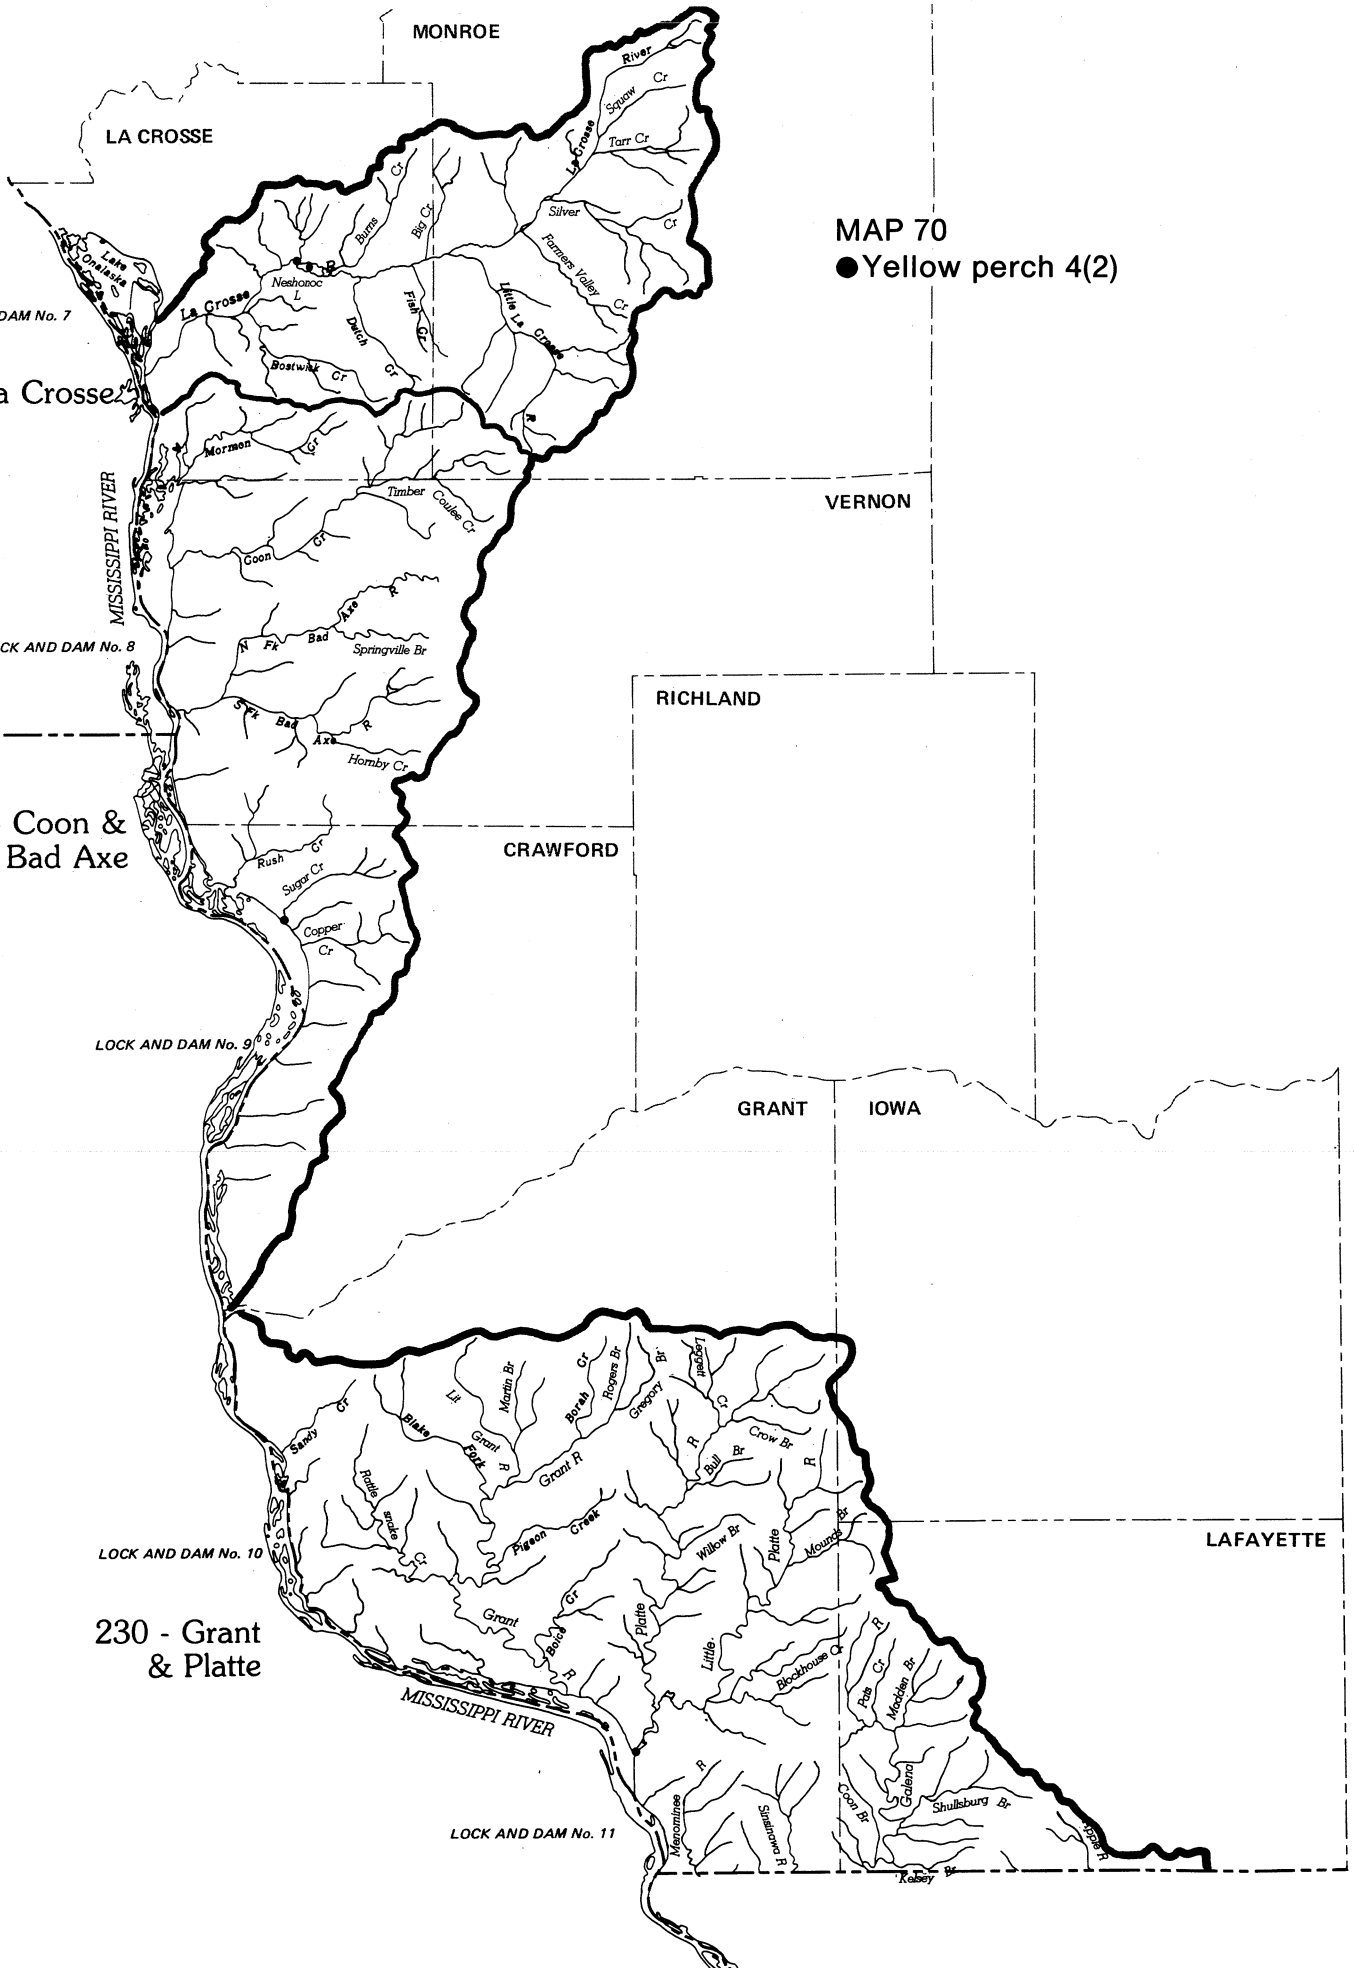 MONROE
LA CROSSE
River
Squaw Cr
La Crosse
Tarr Cr
MAP 70
Yellow perch 4(2)
Silver Cr
Farmers Valley Cr
Burns Cr
Big Cr
Lake
Onalaska
Neshonoc
L
R
La Crosse
Fish Cr
Little La Crosse
R
Dutch Cr
Bostwick Cr
DAM No. 7
a Crosse
Mormon Cr
Timber Coulee Cr
VERNON
MISSISSIPPI RIVER
Coon Cr
N Fk Bad Axe R
Springville Br
CK AND DAM No. 8
RICHLAND
S Fk Bad Axe R
Hornby Cr
Coon &
Bad Axe
CRAWFORD
Rush Cr
Sugar Cr
Copper
Cr
LOCK AND DAM No. 9
GRANT
IOWA
Sandy Cr
Blake
Fork
Lit
Grant
R
Martin Br
Borah Cr
Rogers Br
Gregory Br
Leggett
Cr
Crow Br
Bull Br
R
R
Grant R
Rattle
snake
Cr
Pigeon Creek
Willow Br
Platte
Mounds Br
LAFAYETTE
LOCK AND DAM No. 10
230 - Grant
& Platte
Grant
R
Boice Cr
Platte
Little
Blockhouse Cr
R
Pats Cr
Madden Br
MISSISSIPPI RIVER
R
Menominee
Sinsinawa R
Coon Br
Galena
Shullsburg Br
LOCK AND DAM No. 11
Kelsey Br
pple R